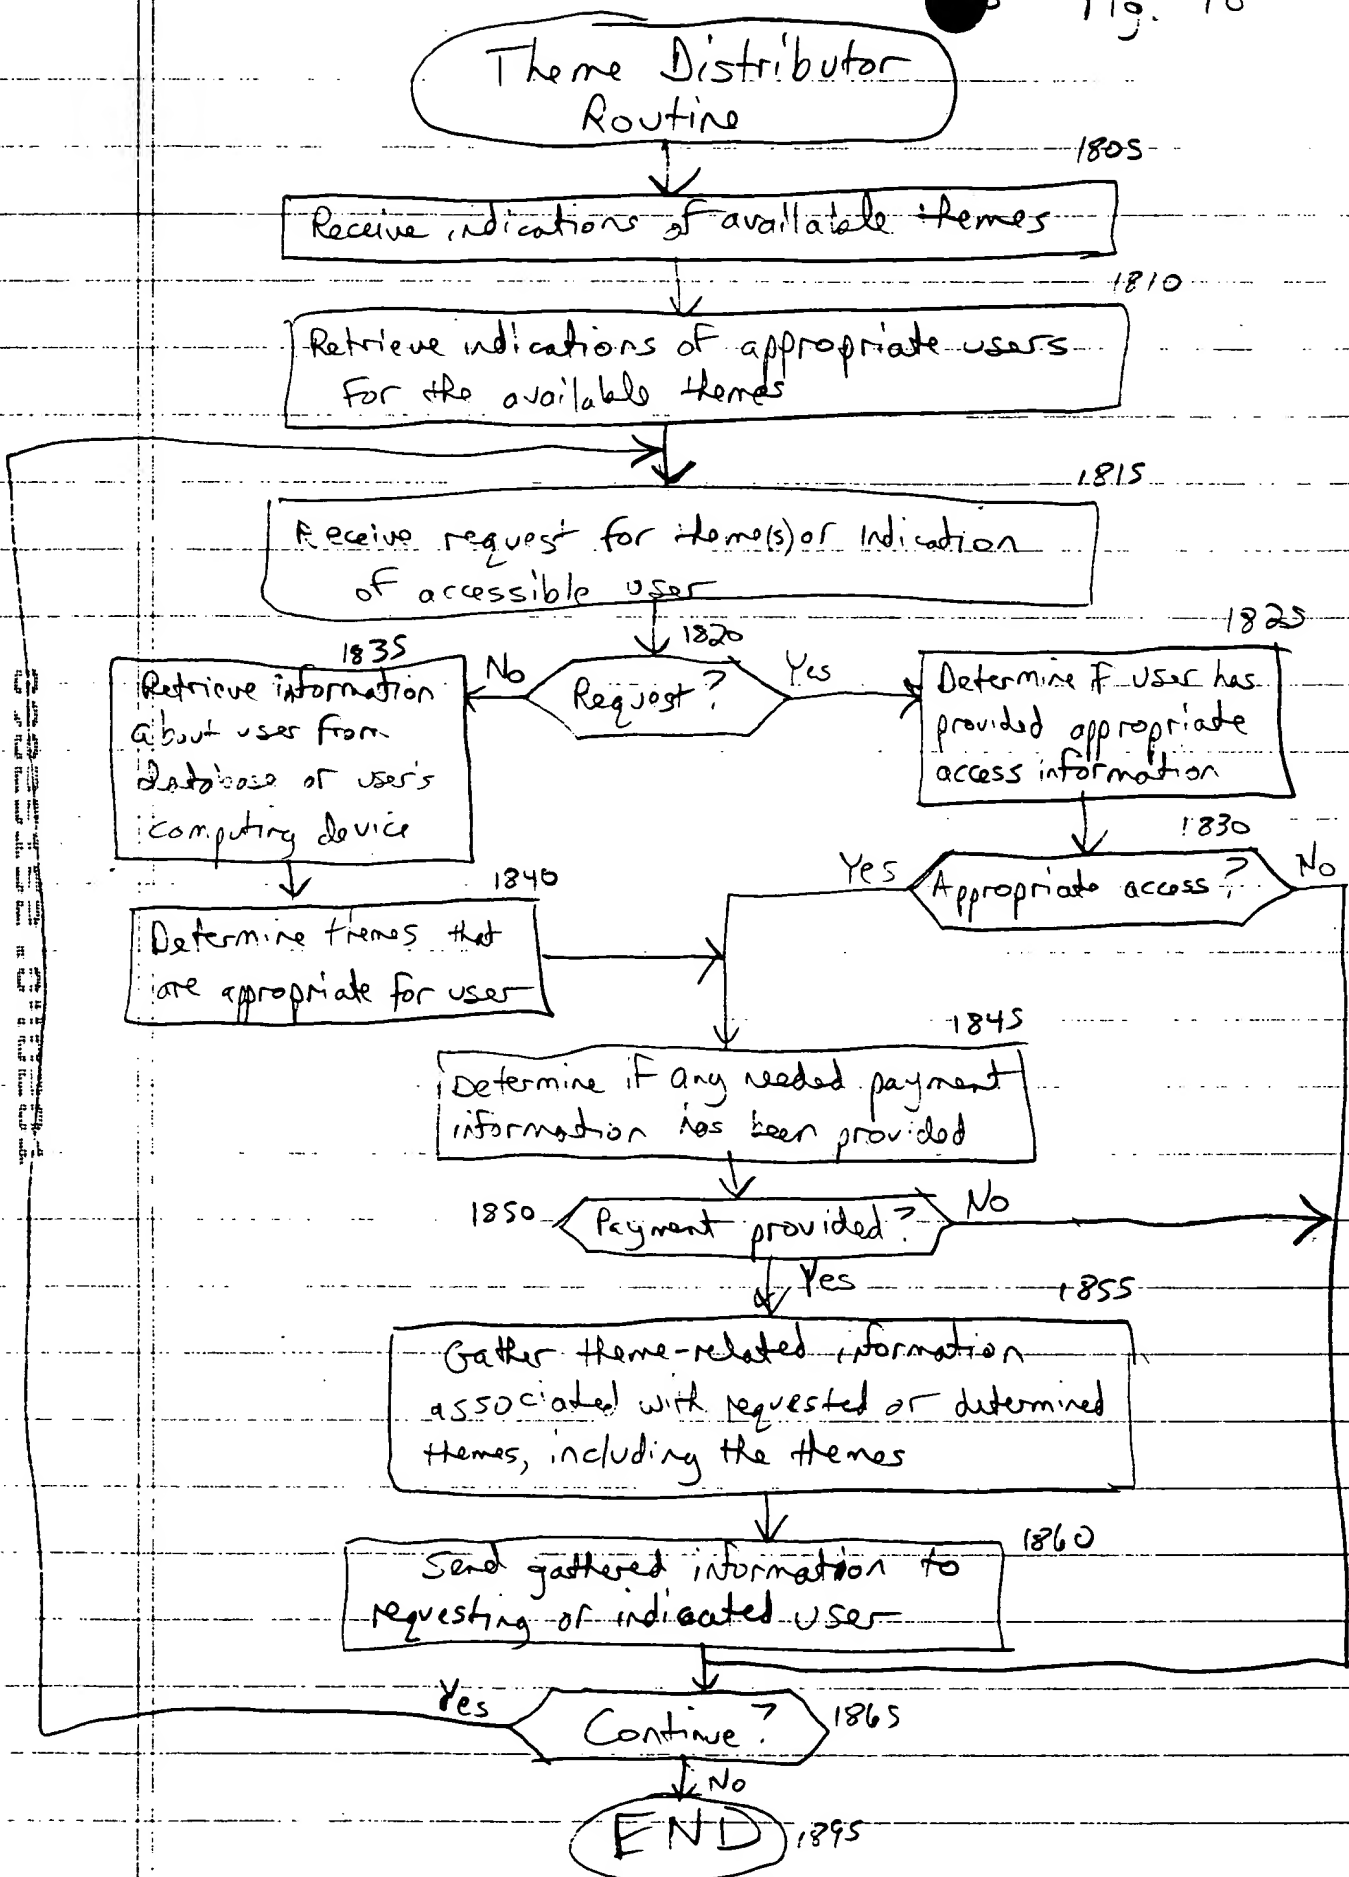 Fig. 18
Theme Distributor
Routine
1805
Receive indications of available themes
1810
Retrieve indications of appropriate users
for the available themes
1815
Receive request for theme(s) or indication
of accessible user
1820
Request?
No
Yes
1835
Retrieve information
about user from
database or user's
computing device
1825
Determine if user has
provided appropriate
access information
1830
Appropriate access?
Yes
No
1840
Determine themes that
are appropriate for user
1845
Determine if any needed payment
information has been provided
1850
Payment provided?
No
Yes
1855
Gather theme-related information
associated with requested or determined
themes, including the themes
1860
Send gathered information to
requesting or indicated user
Yes
Continue?
1865
No
END
1895